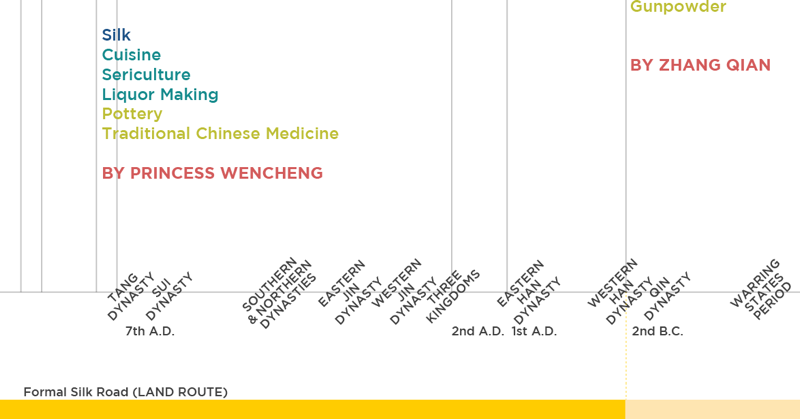 Gunpowder
BY ZHANG QIAN
Silk
Cuisine
Sericulture
Liquor Making
Pottery
Traditional Chinese Medicine
BY PRINCESS WENCHENG
TANG
DYNASTY
SUI
DYNASTY
SOUTHERN
& NORTHERN
DYNASTIES
EASTERN
JIN
DYNASTY
WESTERN
JIN
DYNASTY
THREE
KINGDOMS
EASTERN
HAN
DYNASTY
WESTERN
HAN
DYNASTY
QIN
DYNASTY
WARRING
STATES
PERIOD
7th A.D.
2nd A.D.
1st A.D.
2nd B.C.
Formal Silk Road (LAND ROUTE)